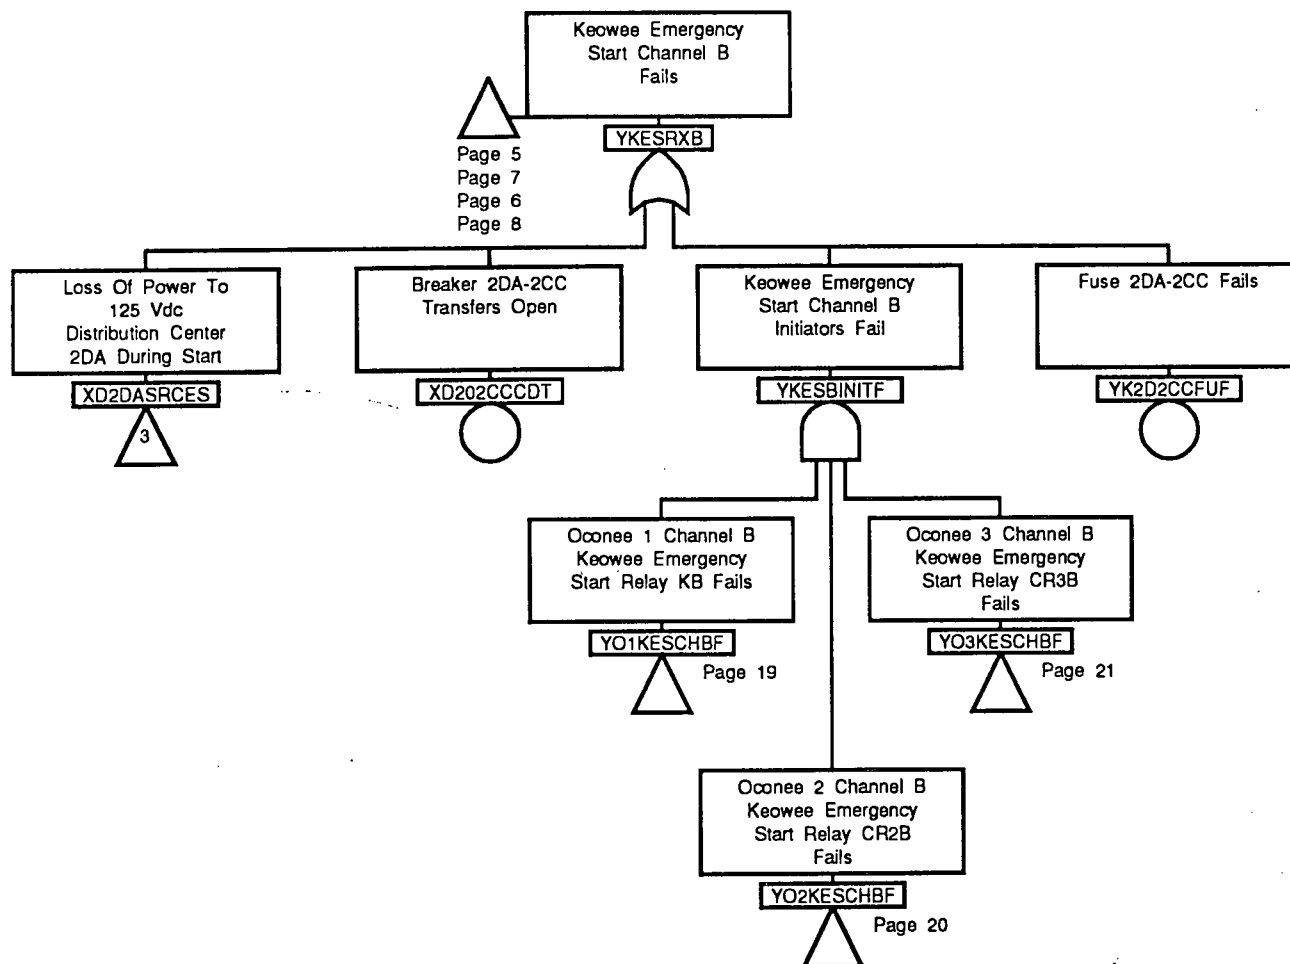 Keowee Emergency
Start Channel B
Fails
YKESRXB
Page 5
Page 7
Page 6
Page 8
Loss Of Power To
125 Vdc
Distribution Center
2DA During Start
XD2DASRCES
3
Breaker 2DA-2CC
Transfers Open
XD202CCCDT
Keowee Emergency
Start Channel B
Initiators Fail
YKESBINITF
Fuse 2DA-2CC Fails
YK2D2CCFUF
Oconee 1 Channel B
Keowee Emergency
Start Relay KB Fails
YO1KESCHBF
Page 19
Oconee 3 Channel B
Keowee Emergency
Start Relay CR3B
Fails
YO3KESCHBF
Page 21
Oconee 2 Channel B
Keowee Emergency
Start Relay CR2B
Fails
YO2KESCHBF
Page 20